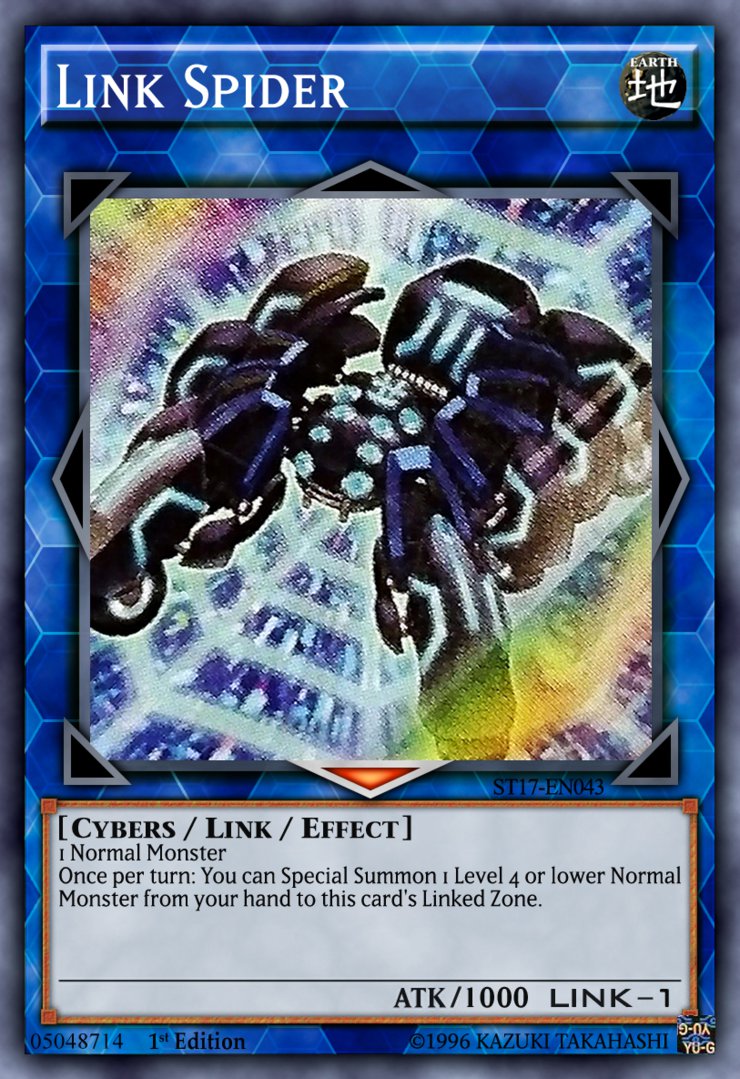 LINK SPIDER
EARTH
地
ST17-EN043
[CYBERS / LINK / EFFECT]
1 Normal Monster
Once per turn: You can Special Summon 1 Level 4 or lower Normal
Monster from your hand to this card's Linked Zone.
ATK/1000 LINK-1
05048714 1st Edition ©1996 KAZUKI TAKAHASHI